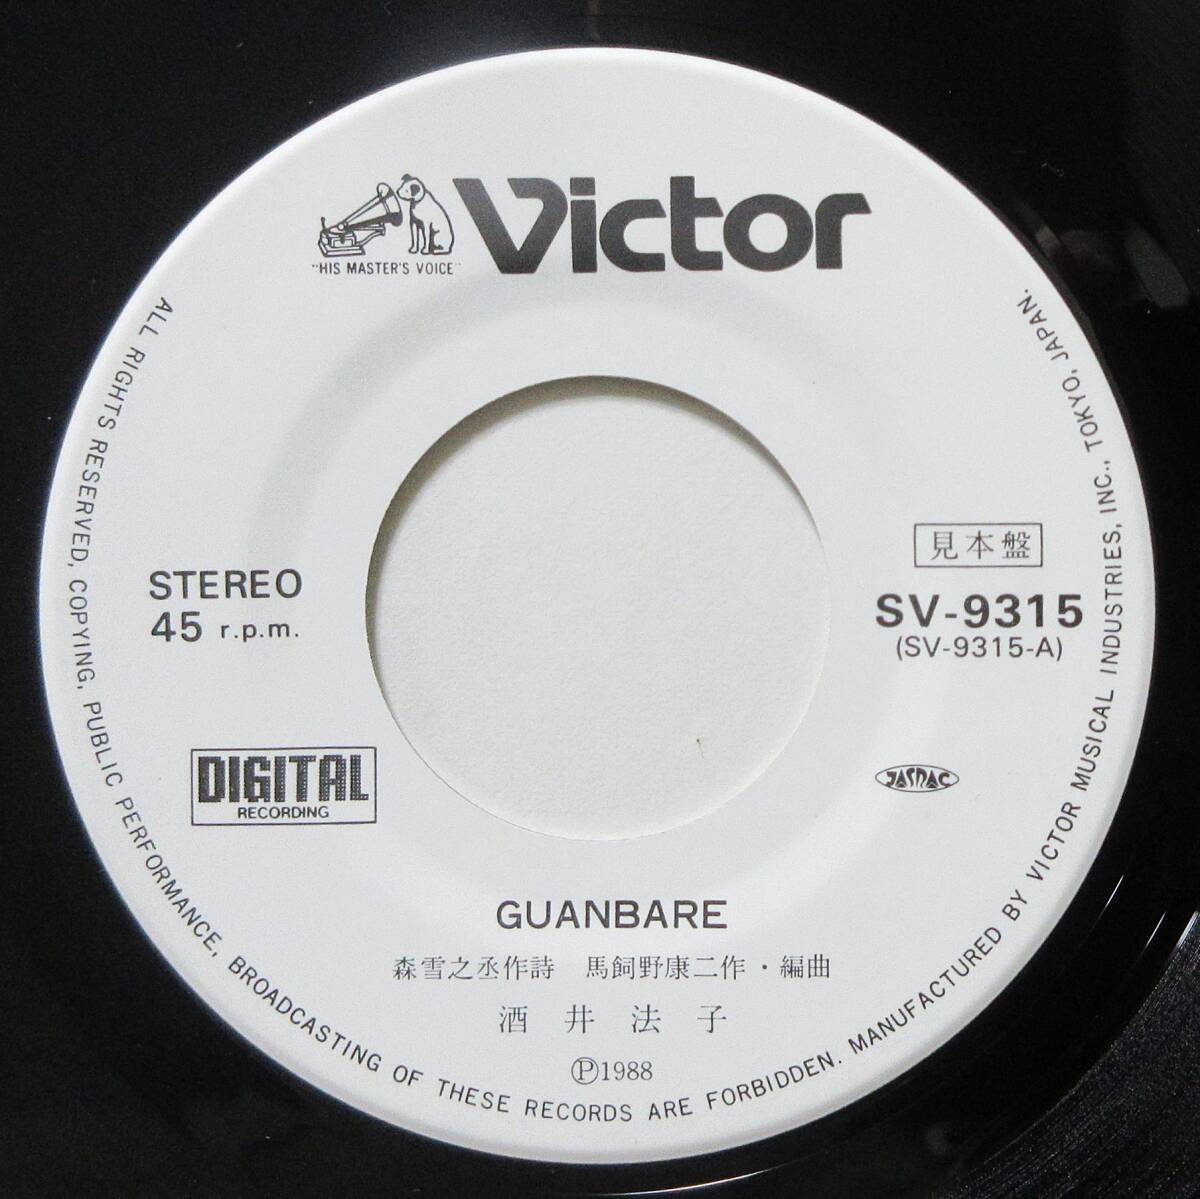 Victor
"HIS MASTER'S VOICE"
見本盤
STEREO
45 r.p.m.
SV-9315
(SV-9315-A)
DIGITAL
RECORDING
JASRAC
GUANBARE
森雪之丞作詩 馬飼野康二作・編曲
酒井法子
Ⓟ1988
ALL RIGHTS RESERVED, COPYING, PUBLIC PERFORMANCE, BROADCASTING OF THESE RECORDS ARE FORBIDDEN. MANUFACTURED BY VICTOR MUSICAL INDUSTRIES, INC., TOKYO, JAPAN.